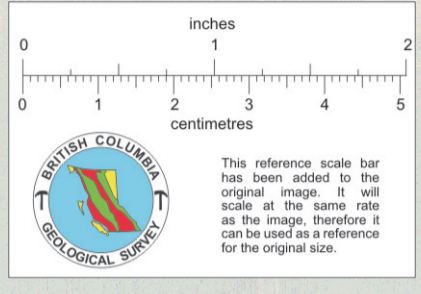 inches
0 1 2
0 1 2 3 4 5
centimetres
BRITISH COLUMBIA
GEOLOGICAL SURVEY
This reference scale bar
has been added to the
original image. It will
scale at the same rate
as the image, therefore it
can be used as a reference
for the original size.